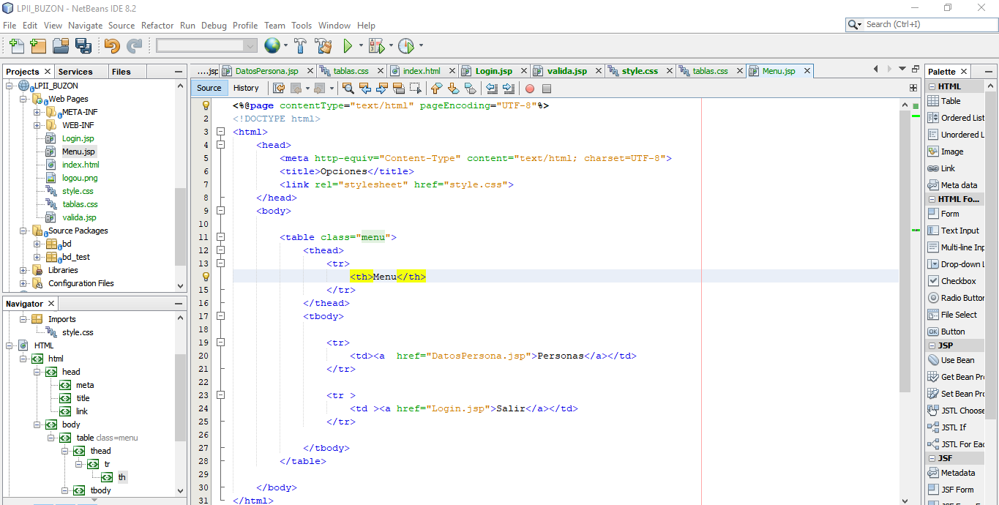 LPII_BUZON - NetBeans IDE 8.2
File Edit View Navigate Source Refactor Run Debug Profile Team Tools Window Help
Search (Ctrl+I)
Projects
Services
Files
LPII_BUZON
Web Pages
META-INF
WEB-INF
Login.jsp
Menu.jsp
index.html
logou.png
style.css
tablas.css
valida.jsp
Source Packages
bd
bd_test
Libraries
Configuration Files
Navigator
Imports
style.css
HTML
html
head
meta
title
link
body
table class=menu
thead
tr
th
tbody
....jsp DatosPersona.jsp tablas.css index.html Login.jsp valida.jsp style.css tablas.css Menu.jsp
Source History
<%@page contentType="text/html" pageEncoding="UTF-8"%>
2 <!DOCTYPE html>
3 <html>
4 <head>
5 <meta http-equiv="Content-Type" content="text/html; charset=UTF-8">
6 <title>Opciones</title>
7 <link rel="stylesheet" href="style.css">
8 </head>
9 <body>
10
11 <table class="menu">
12 <thead>
13 <tr>
<th>Menu</th>
15 </tr>
16 </thead>
17 <tbody>
18
19 <tr>
20 <td><a  href="DatosPersona.jsp">Personas</a></td>
21 </tr>
22
23 <tr >
24 <td ><a href="Login.jsp">Salir</a></td>
25 </tr>
26
27 </tbody>
28 </table>
29
30 </body>
31 </html>
Palette
HTML
Table
Ordered List
Unordered L
Image
Link
Meta data
HTML Fo...
Form
Text Input
Multi-line Inp
Drop-down L
Checkbox
Radio Button
File Select
OK Button
JSP
Use Bean
Get Bean Pro
Set Bean Pro
JSTL Choose
JSTL If
JSTL For Eac
JSF
Metadata
JSF Form